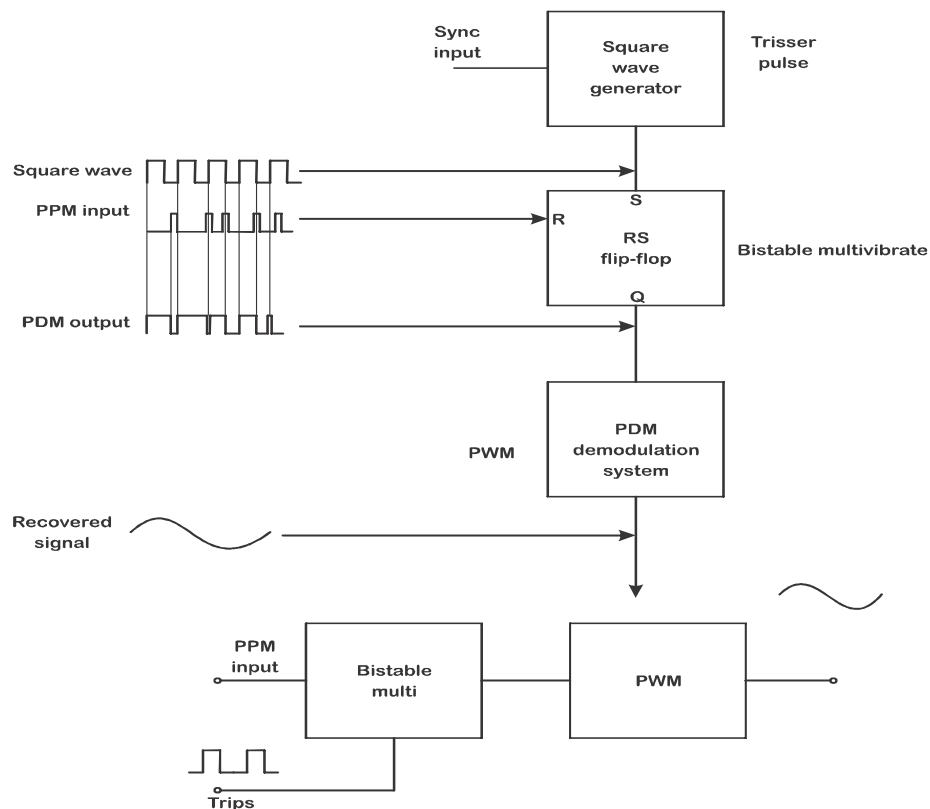 Sync
input
Square
wave
generator
Trisser
pulse
Square wave
PPM input
S
R
RS
flip-flop
Bistable multivibrate
Q
PDM output
PWM
PDM
demodulation
system
Recovered
signal
PPM
input
Bistable
multi
PWM
Trips